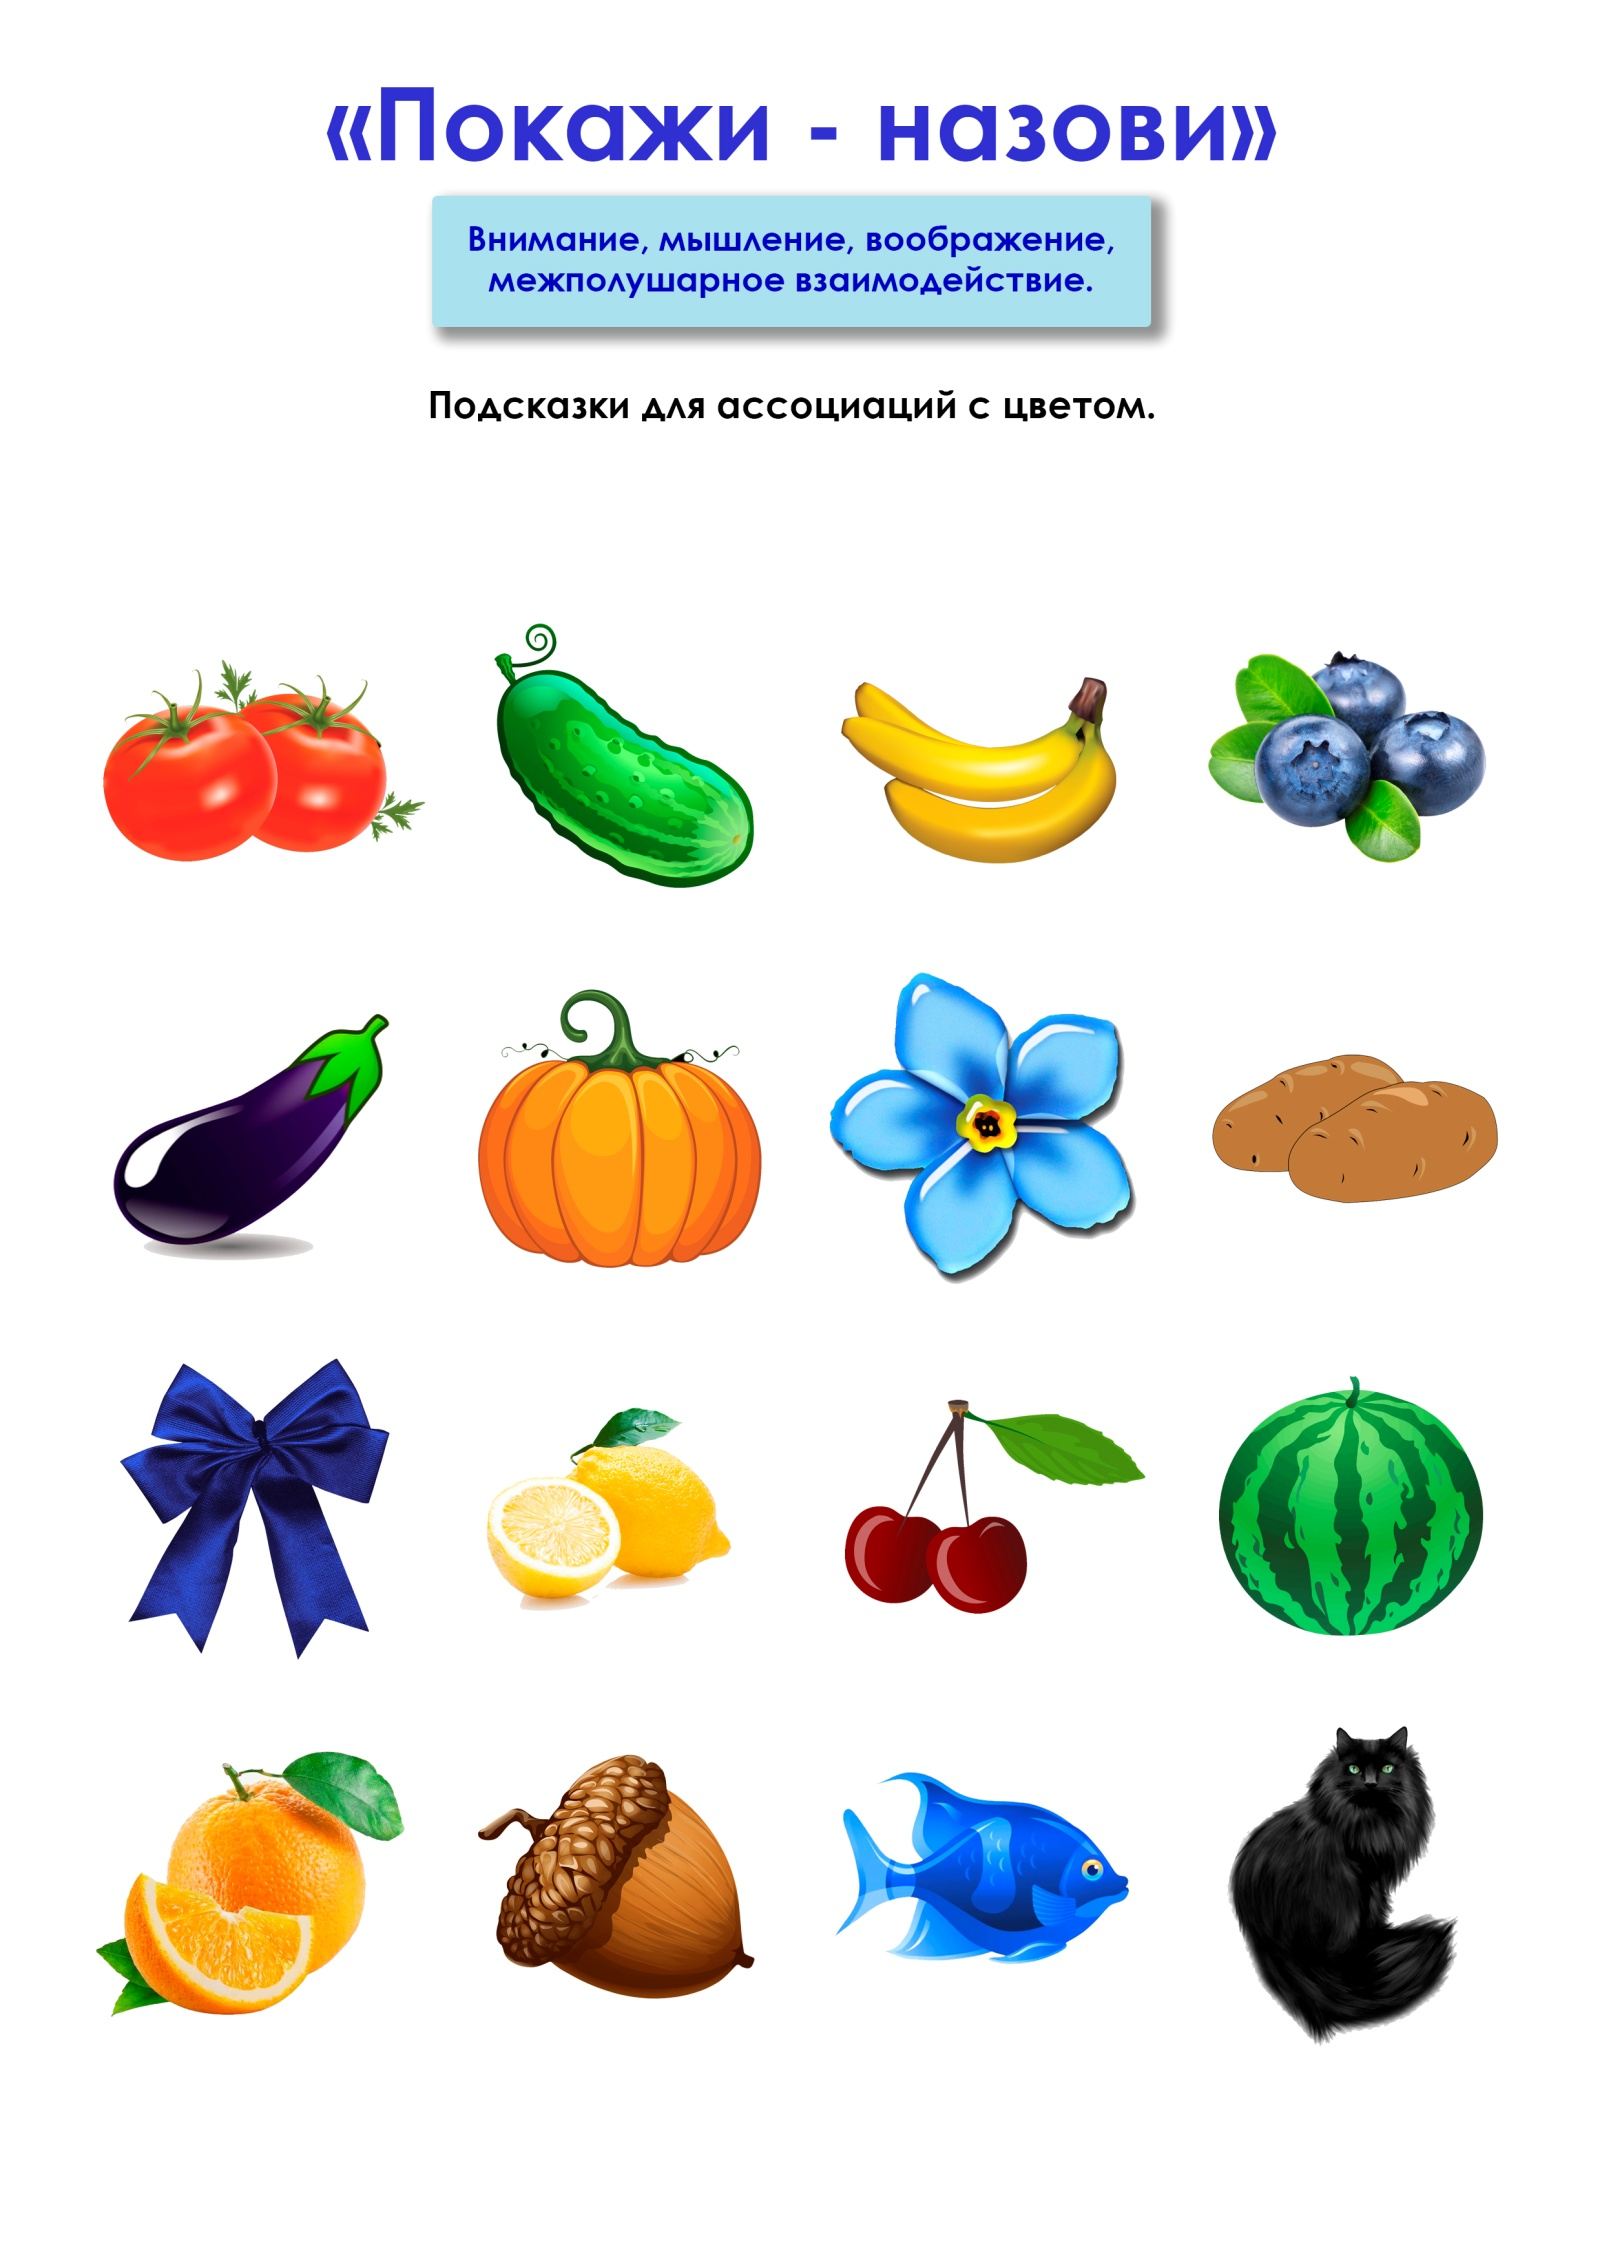 «Покажи - назови»
Внимание, мышление, воображение,
межполушарное взаимодействие.
Подсказки для ассоциаций с цветом.